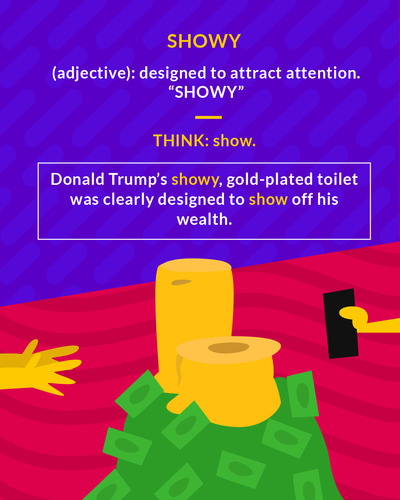 SHOWY
(adjective): designed to attract attention.
“SHOWY”
THINK: show.
Donald Trump’s showy, gold-plated toilet
was clearly designed to show off his
wealth.